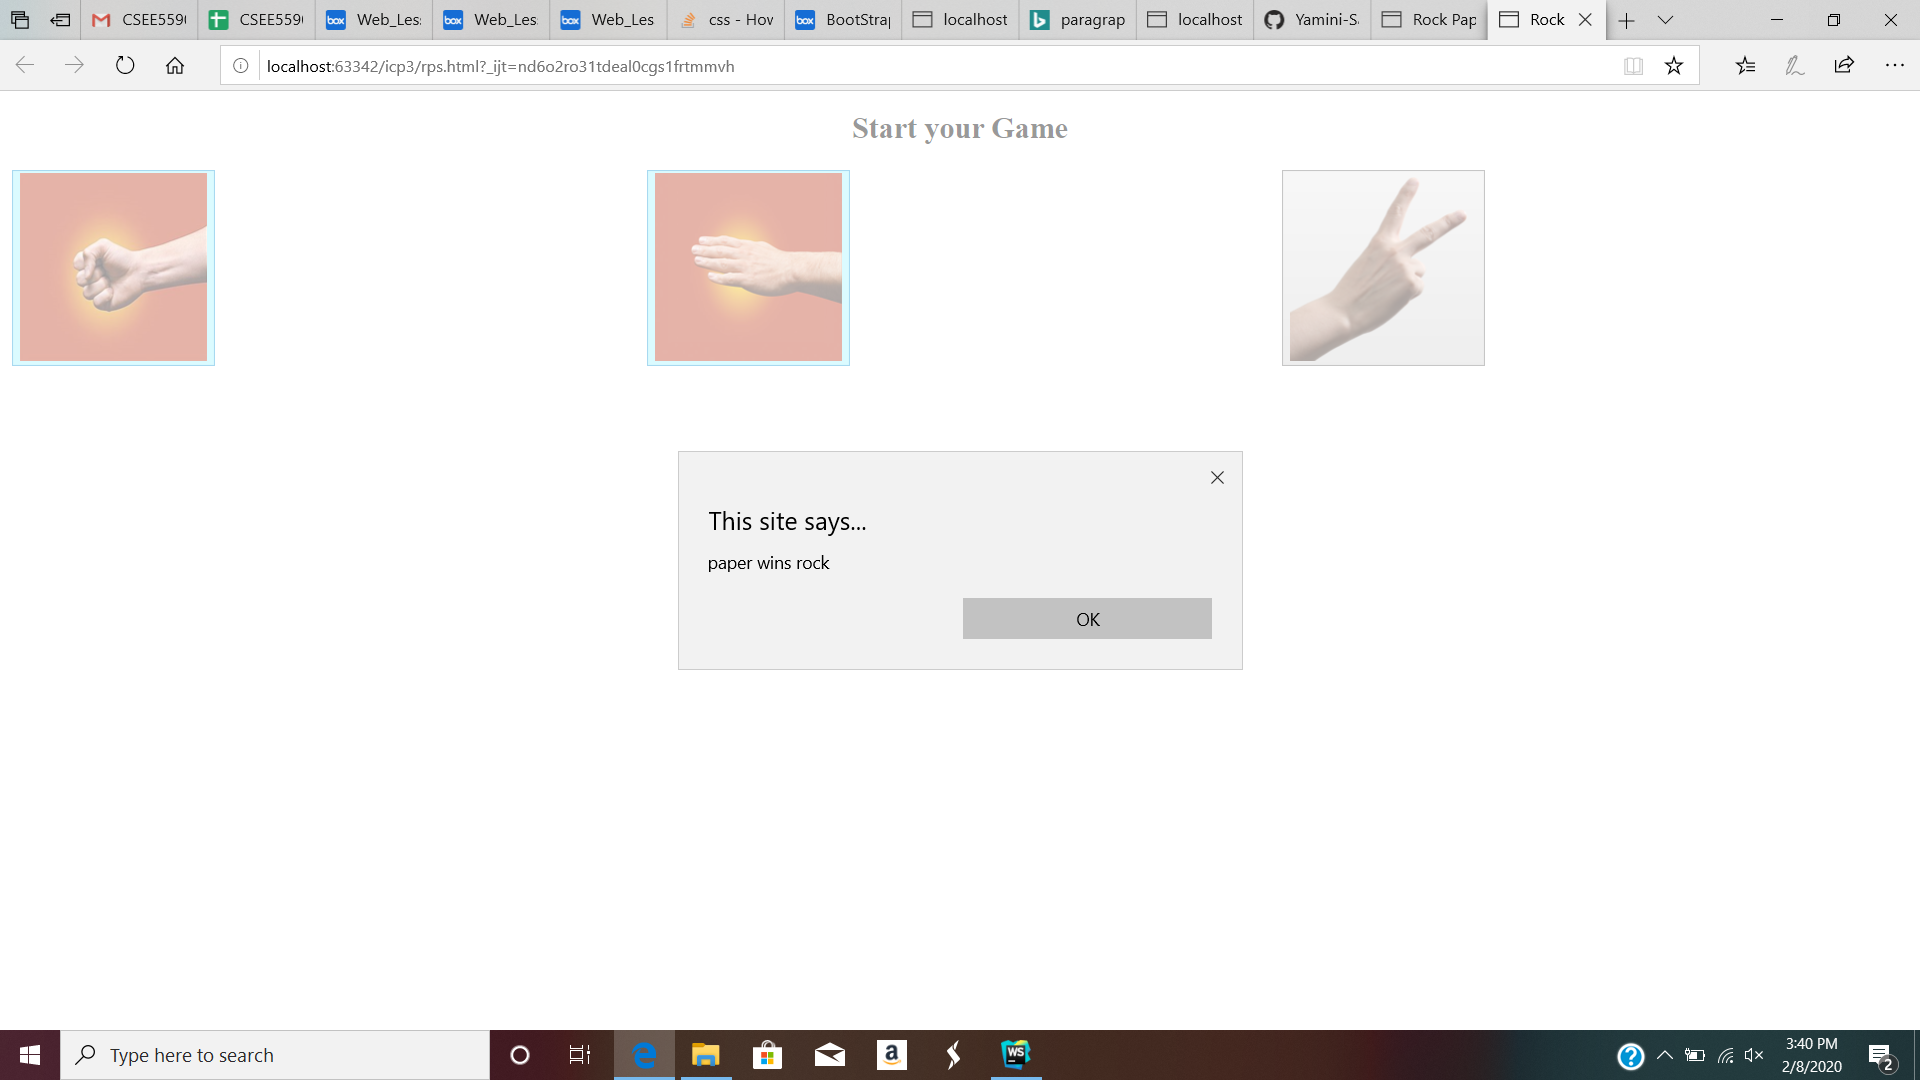 CSEE559
CSEE559
Web_Les
Web_Les
Web_Les
css - Hov
BootStrap
localhost
paragrap
localhost
Yamini-S
Rock Pap
Rock
localhost:63342/icp3/rps.html?_ijt=nd6o2ro31tdeal0cgs1frtmmvh
Start your Game
This site says...
paper wins rock
OK
Type here to search
WS
3:40 PM
2/8/2020
2